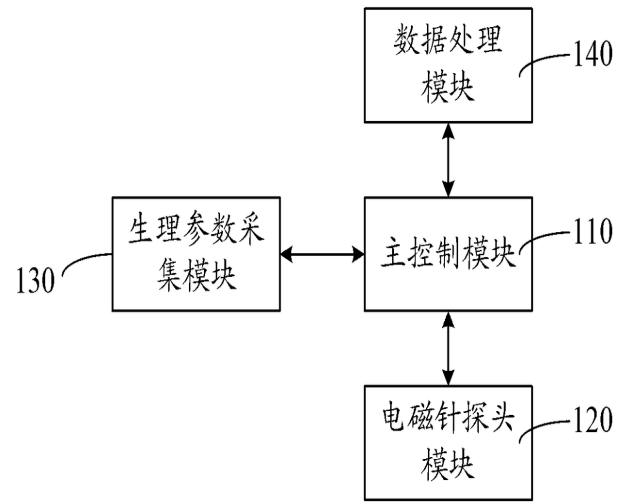 数据处理
模块
140
生理参数采
集模块
130
主控制模块
110
电磁针探头
模块
120